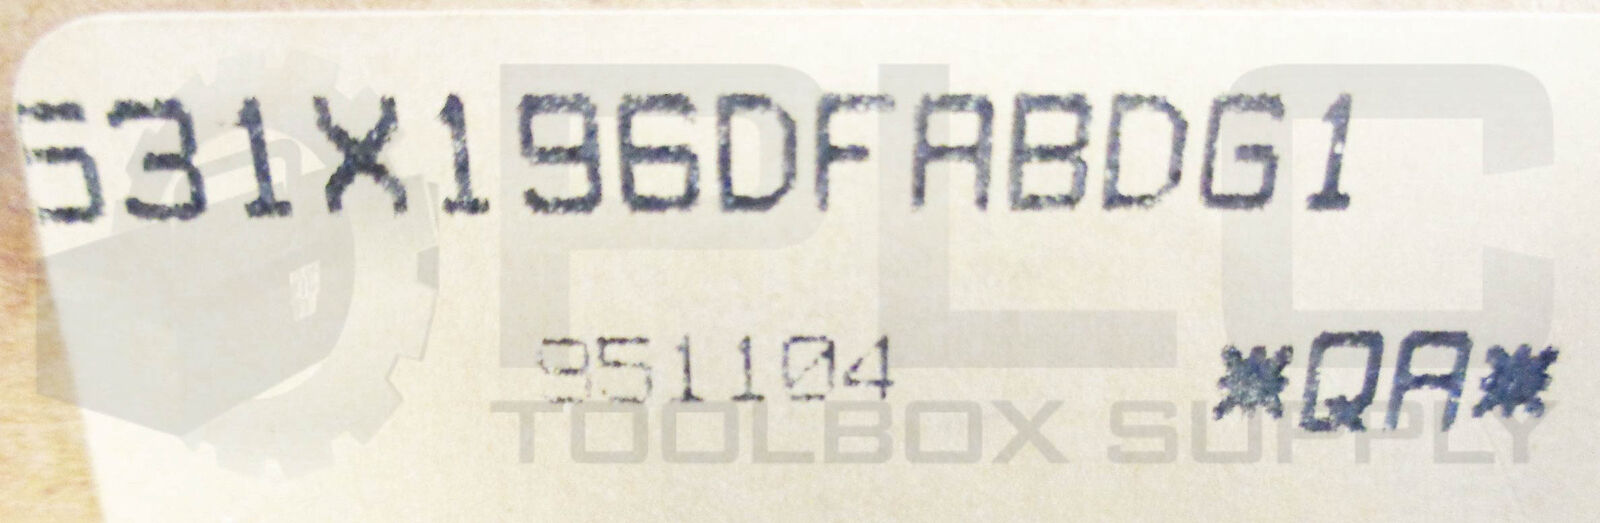 531X196DFABDG1
951104 *QA*
PLC
TOOLBOX SUPPLY